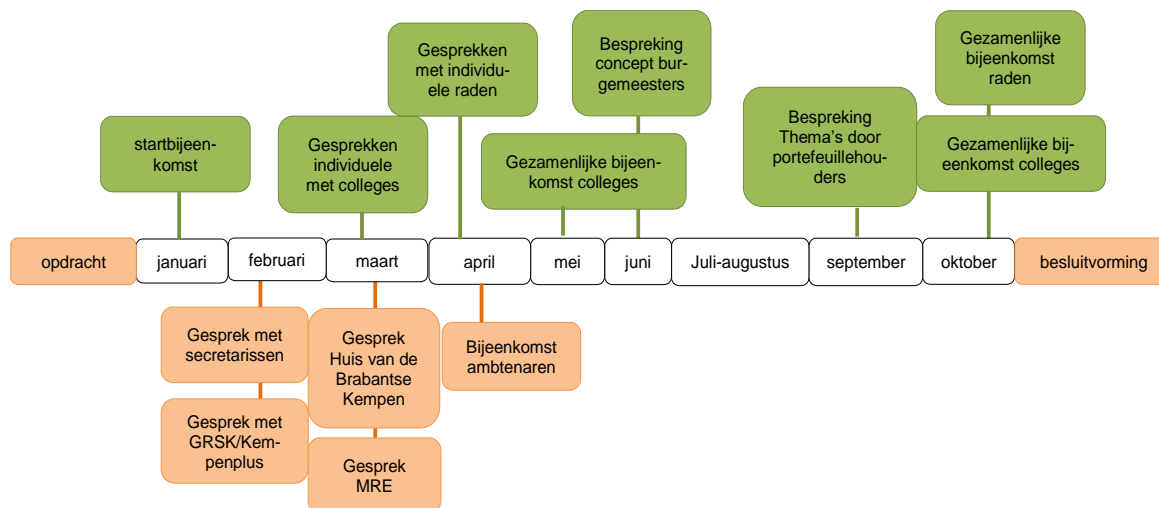 Gesprekken
met individu-
ele raden
Bespreking
concept bur-
gemeesters
Gezamenlijke
bijeenkomst
raden
startbijeen-
komst
Gesprekken
individuele
met colleges
Gezamenlijke bijeen-
komst colleges
Bespreking
Thema's door
portefeuillehou-
ders
Gezamenlijke bij-
eenkomst colleges
opdracht
januari
februari
maart
april
mei
juni
Juli-augustus
september
oktober
besluitvorming
Gesprek met
secretarissen
Gesprek
Huis van de
Brabantse
Kempen
Bijeenkomst
ambtenaren
Gesprek met
GRSK/Kem-
penplus
Gesprek
MRE